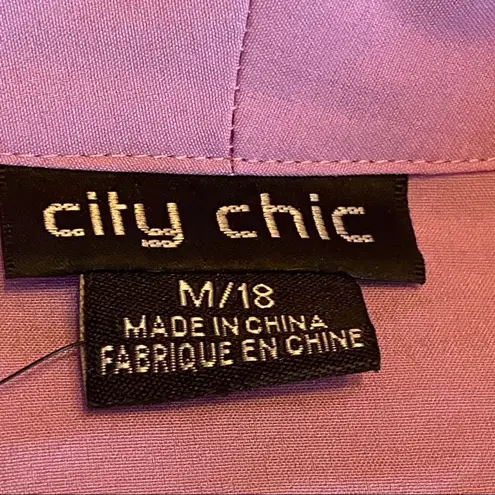 city chic
M/18
MADE IN CHINA
FABRIQUE EN CHINE